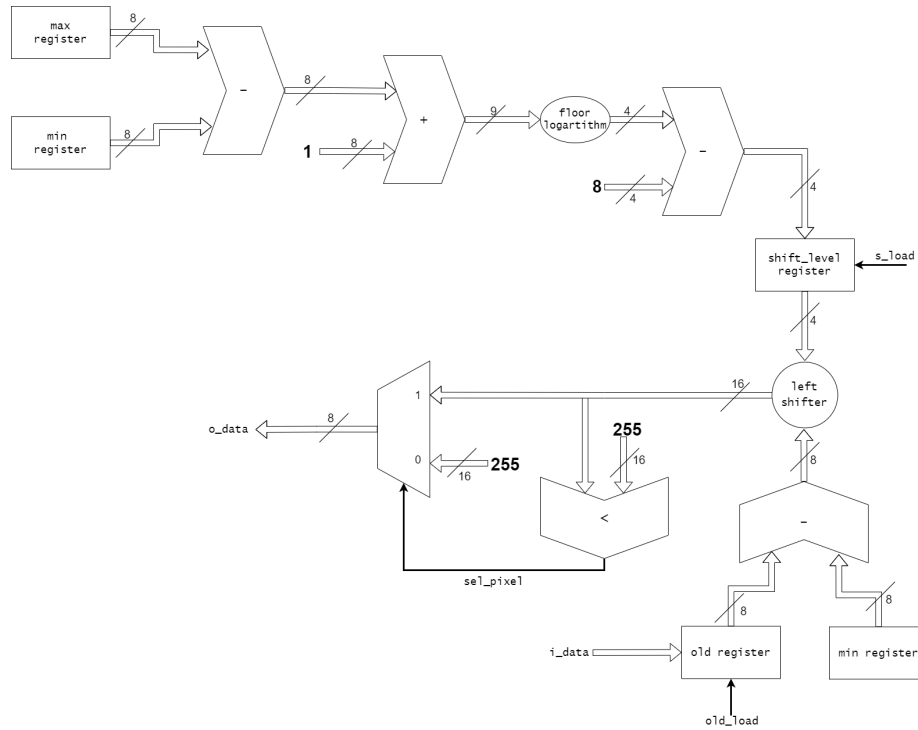 max
register
8
min
register
8
-
8
+
1
8
9
floor
logartithm
4
-
8
4
4
shift_level
register
s_load
4
left
shifter
16
1
8
o_data
0
255
16
255
16
<
sel_pixel
8
-
8
8
i_data
old register
min register
old_load